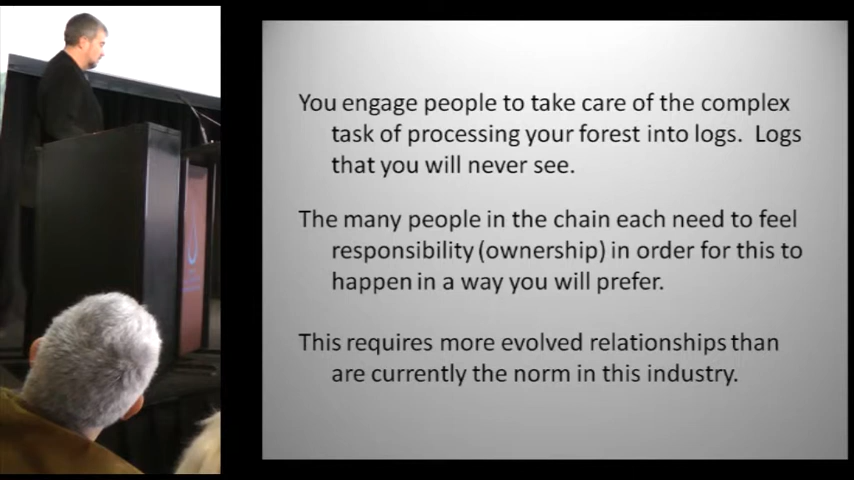 You engage people to take care of the complex
task of processing your forest into logs.  Logs
that you will never see.
The many people in the chain each need to feel
responsibility (ownership) in order for this to
happen in a way you will prefer.
This requires more evolved relationships than
are currently the norm in this industry.